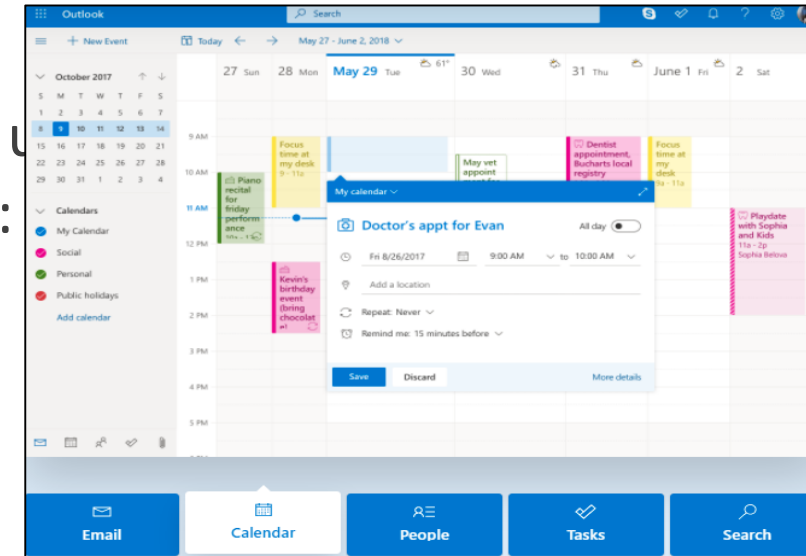 Outlook
Search
New Event
Today
May 27 - June 2, 2018
October 2017
S M T W T F S
1 2 3 4 5 6 7
8 9 10 11 12 13 14
15 16 17 18 19 20 21
22 23 24 25 26 27 28
29 30 31 1 2 3 4
Calendars
My Calendar
Social
Personal
Public holidays
Add calendar
27 Sun
28 Mon
May 29 Tue
61°
30 Wed
31 Thu
June 1 Fri
2 Sat
9 AM
10 AM
11 AM
12 PM
1 PM
2 PM
3 PM
4 PM
5 PM
Piano
recital
for
friday
perform
ance
Focus
time at
my desk
9 - 11a
Kevin's
birthday
event
(bring
chocolat
May vet
appoint
Dentist
appointment,
Bucharts local
registry
Focus
time at
my
desk
9a - 11a
Playdate
with Sophia
and Kids
11a - 2p
Sophia Belova
My calendar
Doctor's appt for Evan
All day
Fri 8/26/2017
9:00 AM
to
10:00 AM
Add a location
Repeat: Never
Remind me: 15 minutes before
Save
Discard
More details
Email
Calendar
People
Tasks
Search